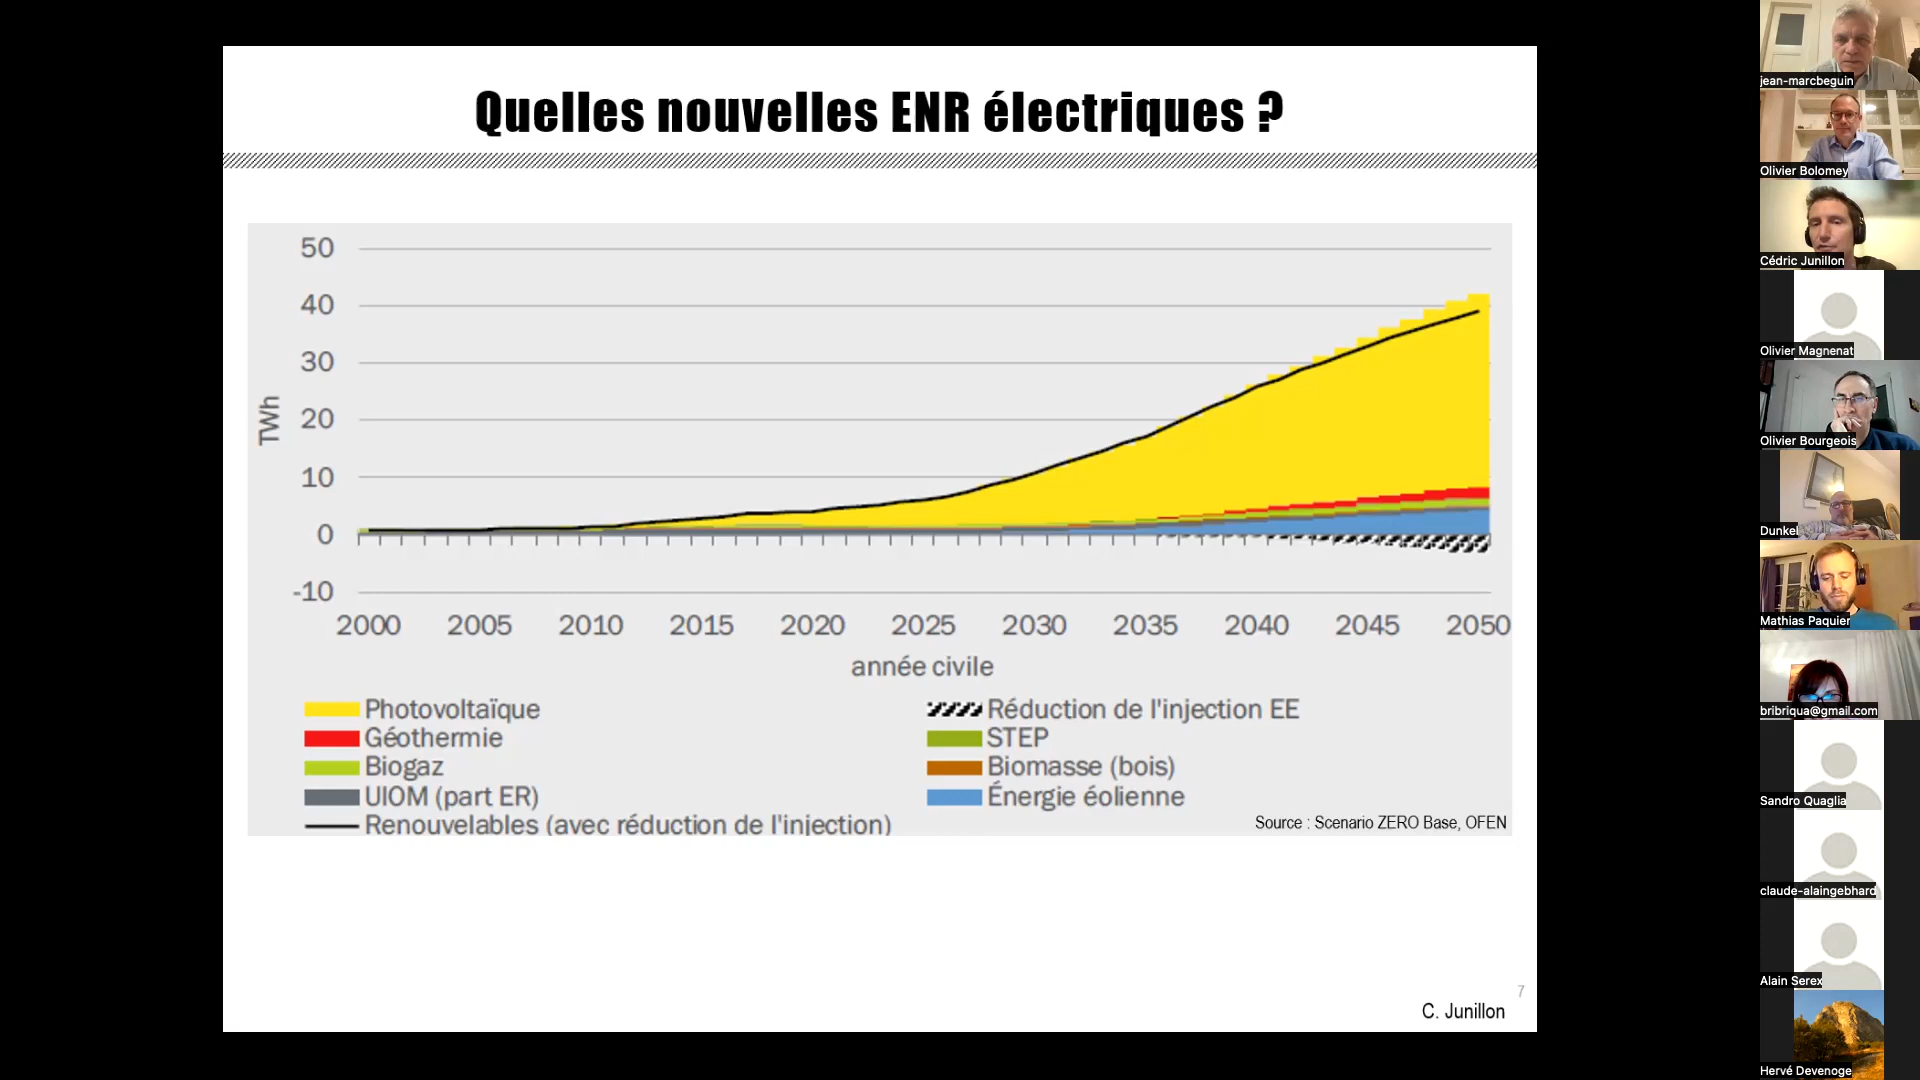 Quelles nouvelles ENR électriques ?
50
40
30
20
10
0
-10
TWh
2000 2005 2010 2015 2020 2025 2030 2035 2040 2045 2050
année civile
Photovoltaïque
Réduction de l'injection EE
Géothermie
STEP
Biogaz
Biomasse (bois)
UIOM (part ER)
Énergie éolienne
Renouvelables (avec réduction de l'injection)
Source : Scenario ZERO Base, OFEN
7
C. Junillon
jean-marcbeguin
Olivier Bolomey
Cédric Junillon
Olivier Magnenat
Olivier Bourgeois
Dunkel
Mathias Paquier
bribriqua@gmail.com
Sandro Quaglia
claude-alaingebhard
Alain Serex
Hervé Devenoge